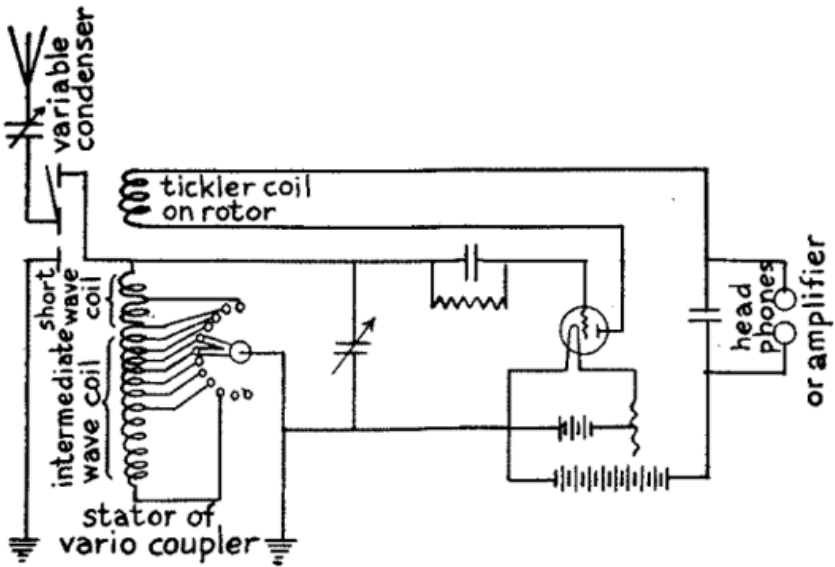 variable
condenser
tickler coil
on rotor
short
wave
coil
intermediate
wave coil
stator of
vario coupler
head
phones
or amplifier